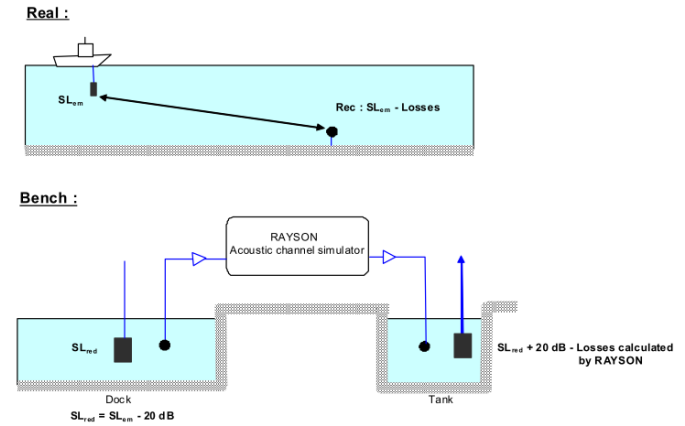 Real :
SLem
Rec : SLem - Losses
Bench :
RAYSON
Acoustic channel simulator
SLred
SLred + 20 dB - Losses calculated
by RAYSON
Dock
Tank
SLred = SLem - 20 dB